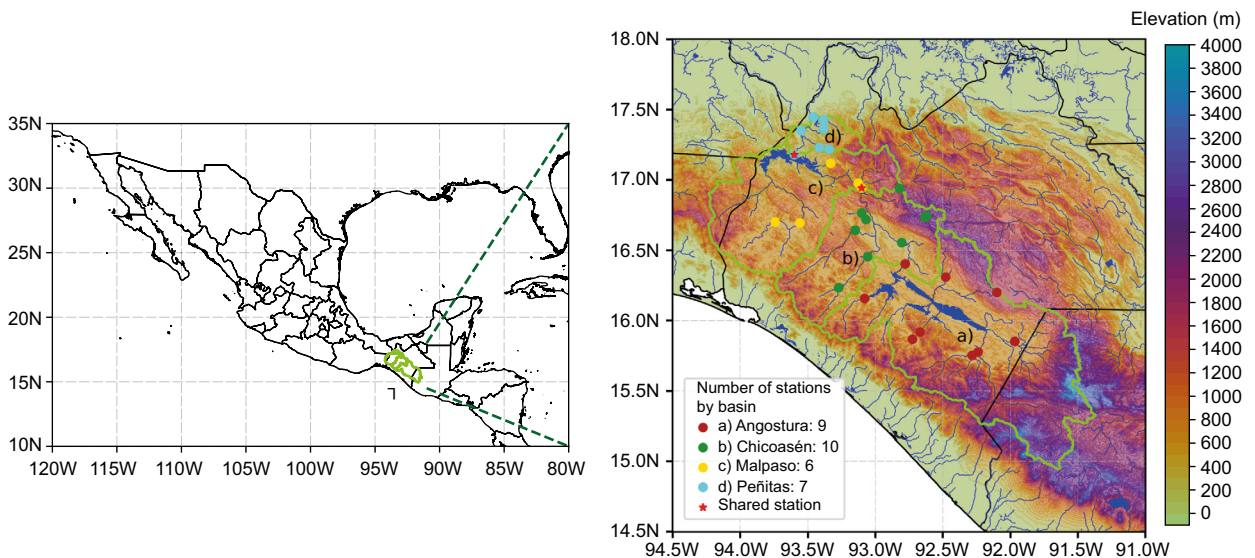 35N
30N
25N
20N
15N
10N
120W 115W 110W 105W 100W 95W 90W 85W 80W
Elevation (m)
18.0N
17.5N
17.0N
16.5N
16.0N
15.5N
15.0N
14.5N
94.5W 94.0W 93.5W 93.0W 92.5W 92.0W 91.5W 91.0W
d)
c)
b)
a)
Number of stations
by basin
a) Angostura: 9
b) Chicoasén: 10
c) Malpaso: 6
d) Peñitas: 7
Shared station
4000
3800
3600
3400
3200
3000
2800
2600
2400
2200
2000
1800
1600
1400
1200
1000
800
600
400
200
0